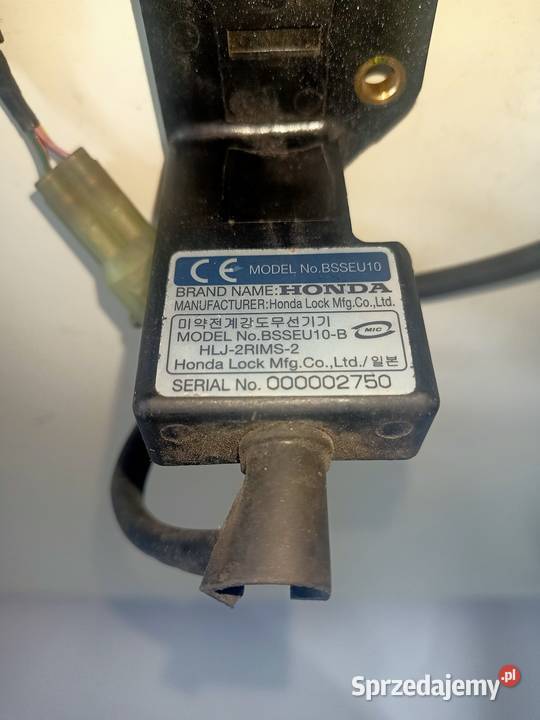 CE MODEL No.BSSEU10
BRAND NAME:HONDA
MANUFACTURER:Honda Lock Mfg.Co.,Ltd.
미약전계강도무선기기
MODEL No.BSSEU10-B MIC
HLJ-2RIMS-2
Honda Lock Mfg.Co.,Ltd./일본
SERIAL No. 000002750
Sprzedajemy.pl